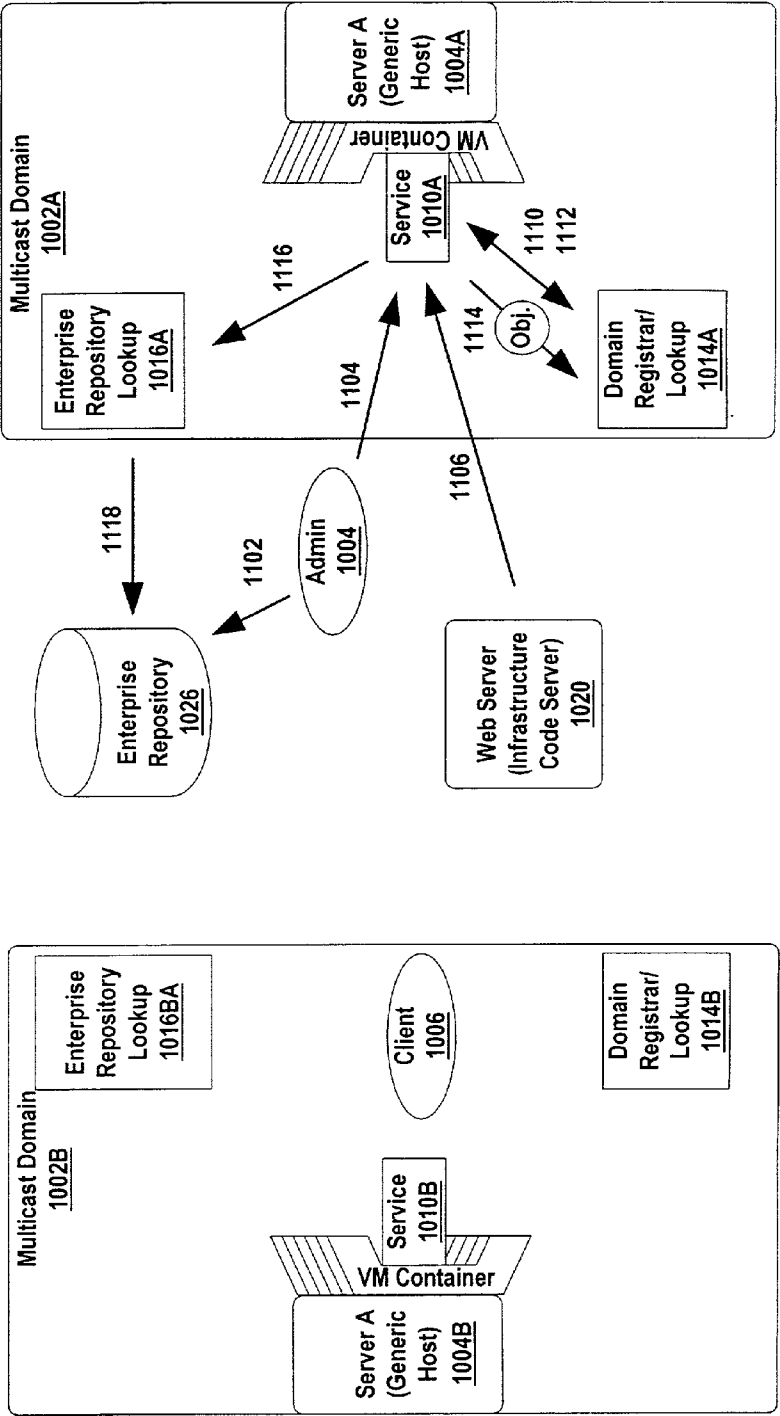 Multicast Domain
1002B
Enterprise
Repository
Lookup
1016BA
Server A
(Generic
Host)
1004B
VM Container
Service
1010B
Client
1006
Domain
Registrar/
Lookup
1014B
Enterprise
Repository
1026
1118
1102
Admin
1004
Web Server
(Infrastructure
Code Server)
1020
1104
1106
Multicast Domain
1002A
Enterprise
Repository
Lookup
1016A
1116
Service
1010A
VM Container
Server A
(Generic
Host)
1004A
1110
1112
1114
Obj.
Domain
Registrar/
Lookup
1014A